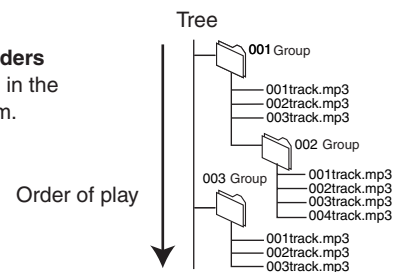 Tree
ders
in the
m.
001 Group
001track.mp3
002track.mp3
003track.mp3
002 Group
001track.mp3
002track.mp3
003track.mp3
004track.mp3
003 Group
Order of play
001track.mp3
002track.mp3
003track.mp3